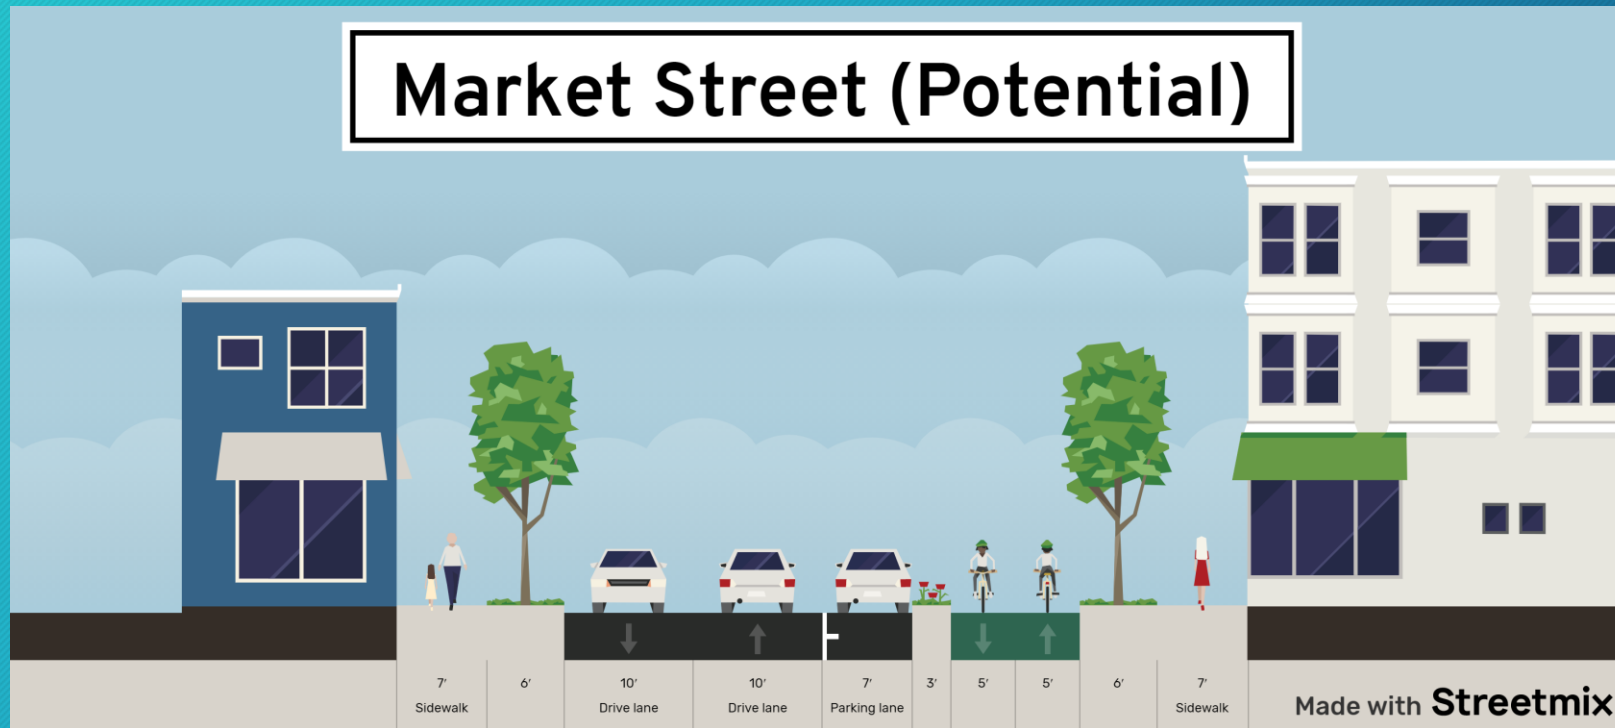 Market Street (Potential)
7' 6' 10' 10' 7' 3' 5' 5' 6' 7'
Sidewalk Drive lane Drive lane Parking lane Sidewalk
Made with Streetmix